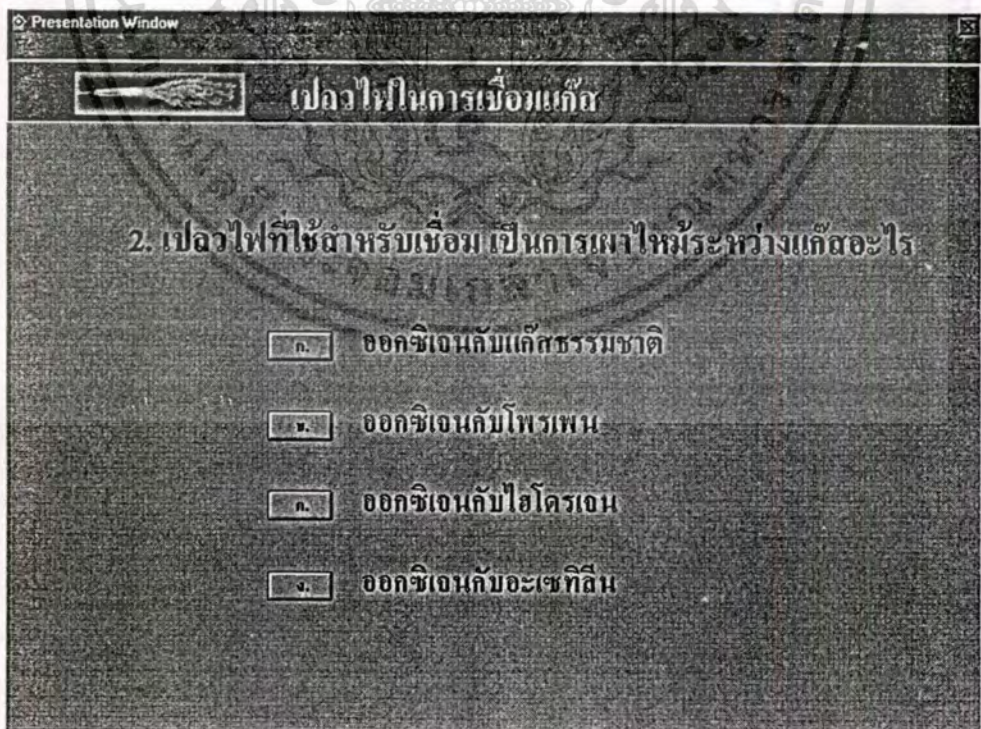 Presentation Window
เปลวไฟในการเชื่อมแก๊ส
2. เปลวไฟที่ใช้สำหรับเชื่อม เป็นการเผาไหม้ระหว่างแก๊สอะไร
ก. ออกซิเจนกับแก๊สธรรมชาติ
ข. ออกซิเจนกับโพรเพน
ค. ออกซิเจนกับไฮโดรเจน
ง. ออกซิเจนกับอะเซทิลีน